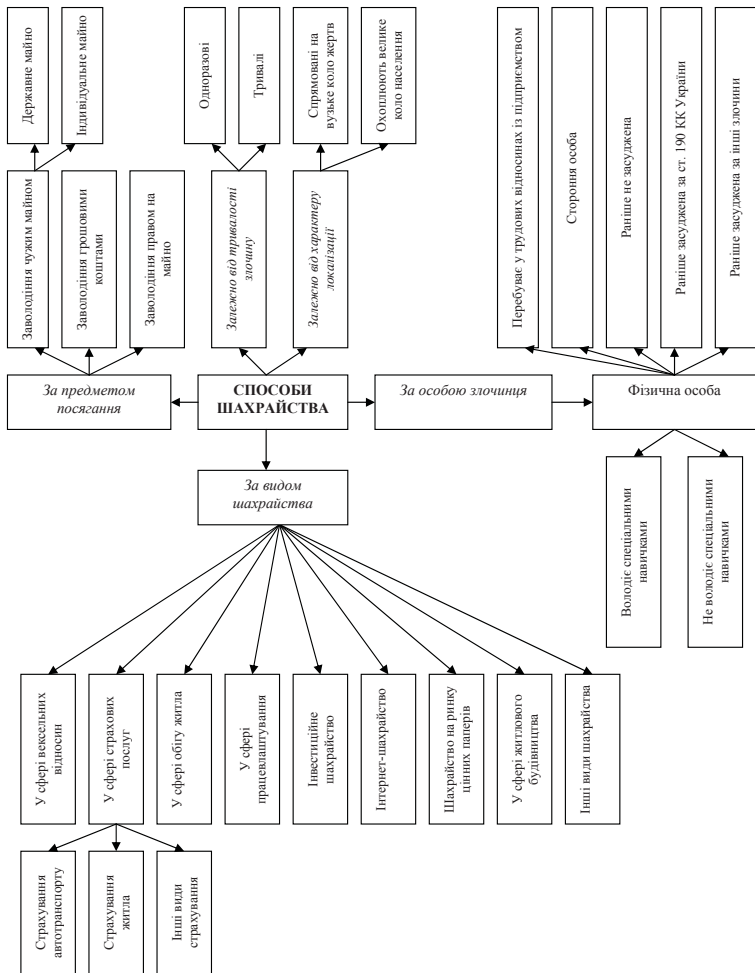 Державне майно
Індивідуальне майно
Одноразові
Тривалі
Спрямовані на
вузьке коло жертв
Охоплюють велике
коло населення
Заволодіння чужим майном
Заволодіння грошовими
коштами
Заволодіння правом на
майно
Залежно від тривалості
злочину
Залежно від характеру
локалізації
Перебуває у трудових відносинах із підприємством
Стороння особа
Раніше не засуджена
Раніше засуджена за ст. 190 КК України
Раніше засуджена за інші злочини
За предметом
посягання
СПОСОБИ
ШАХРАЙСТВА
За особою злочинця
Фізична особа
За видом
шахрайства
Володіє спеціальними
навичками
Не володіє спеціальними
навичками
У сфері вексельних
відносин
У сфері страхових
послуг
У сфері обігу житла
У сфері
працевлаштування
Інвестиційне
шахрайство
Інтернет-шахрайство
Шахрайство на ринку
цінних паперів
У сфері житлового
будівництва
Інші види шахрайства
Страхування
автотранспорту
Страхування
житла
Інші види
страхування